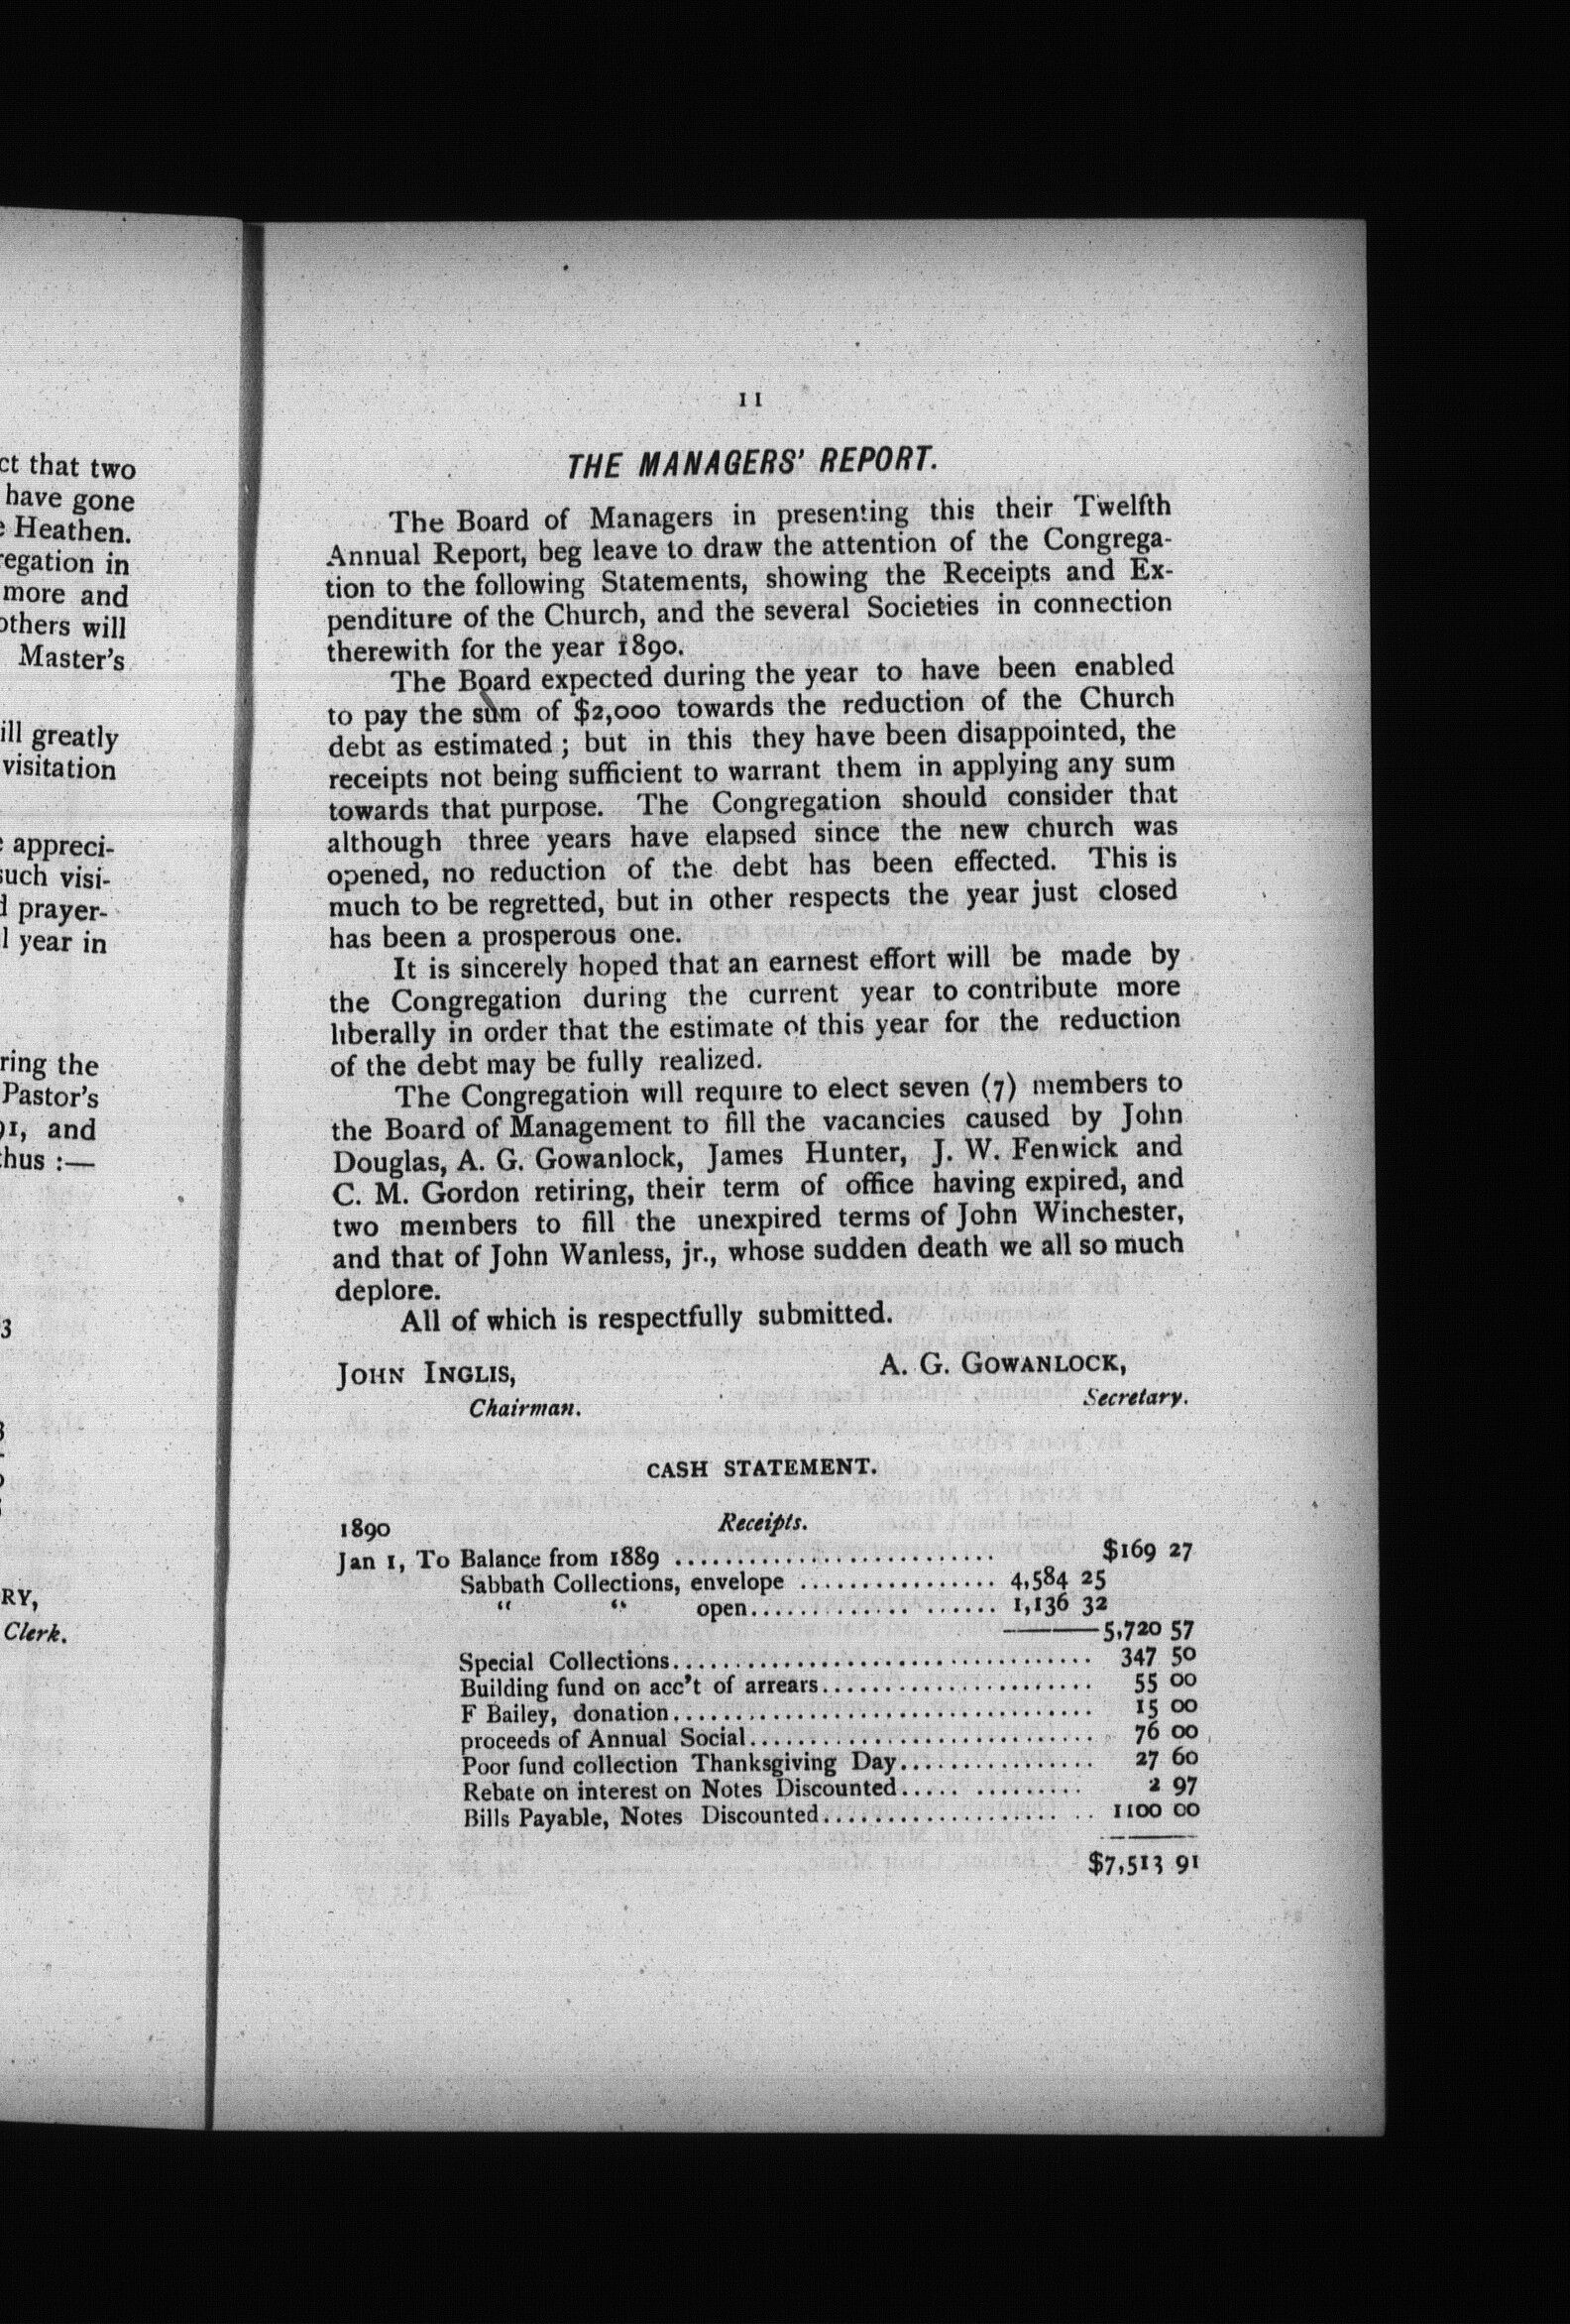 ct that two
have gone
Heathen.
regation in
more and
others will
Master's
ill greatly
visitation
appreci-
such visi-
d prayer-
l year in
ring the
Pastor's
91, and
thus :—
3
RY,
Clerk.
11
THE MANAGERS' REPORT.
The Board of Managers in presenting this their Twelfth
Annual Report, beg leave to draw the attention of the Congrega-
tion to the following Statements, showing the Receipts and Ex-
penditure of the Church, and the several Societies in connection
therewith for the year 1890.
The Board expected during the year to have been enabled
to pay the sum of $2,000 towards the reduction of the Church
debt as estimated ; but in this they have been disappointed, the
receipts not being sufficient to warrant them in applying any sum
towards that purpose. The Congregation should consider that
although three years have elapsed since the new church was
opened, no reduction of the debt has been effected. This is
much to be regretted, but in other respects the year just closed
has been a prosperous one.
It is sincerely hoped that an earnest effort will be made by
the Congregation during the current year to contribute more
liberally in order that the estimate of this year for the reduction
of the debt may be fully realized.
The Congregation will require to elect seven (7) members to
the Board of Management to fill the vacancies caused by John
Douglas, A. G. Gowanlock, James Hunter, J. W. Fenwick and
C. M. Gordon retiring, their term of office having expired, and
two members to fill the unexpired terms of John Winchester,
and that of John Wanless, jr., whose sudden death we all so much
deplore.
All of which is respectfully submitted.
JOHN INGLIS, A. G. GOWANLOCK,
Chairman. Secretary.
CASH STATEMENT.
1890 Receipts.
Jan 1, To Balance from 1889 .......................... $169 27
Sabbath Collections, envelope ................ 4,584 25
“ “ open..................... 1,136 32
———5,720 57
Special Collections................................... 347 50
Building fund on acc't of arrears...................... 55 00
F Bailey, donation.................................. 15 00
proceeds of Annual Social............................ 76 00
Poor fund collection Thanksgiving Day................ 27 60
Rebate on interest on Notes Discounted..... ......... 2 97
Bills Payable, Notes Discounted.................... .. 1100 00
$7,513 91